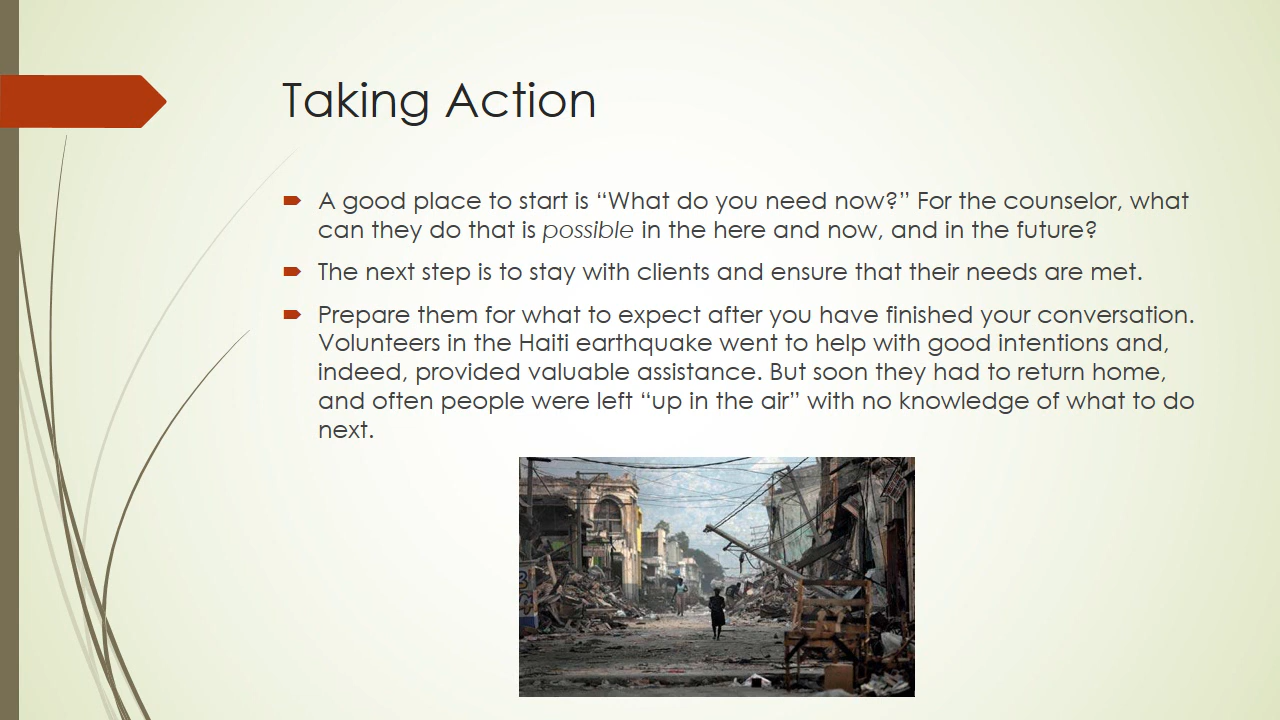 Taking Action
A good place to start is “What do you need now?” For the counselor, what
can they do that is possible in the here and now, and in the future?
The next step is to stay with clients and ensure that their needs are met.
Prepare them for what to expect after you have finished your conversation.
Volunteers in the Haiti earthquake went to help with good intentions and,
indeed, provided valuable assistance. But soon they had to return home,
and often people were left “up in the air” with no knowledge of what to do
next.